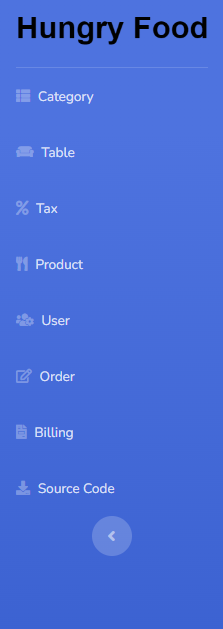 Hungry Food
Category
Table
Tax
Product
User
Order
Billing
Source Code